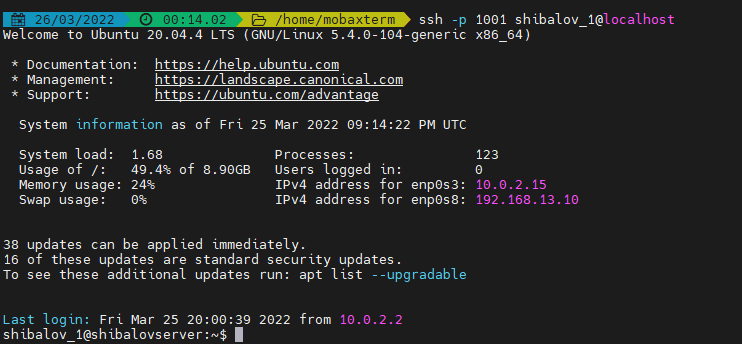 26/03/2022 00:14.02 /home/mobaxterm ssh -p 1001 shibalov_1@localhost
Welcome to Ubuntu 20.04.4 LTS (GNU/Linux 5.4.0-104-generic x86_64)
* Documentation: https://help.ubuntu.com
* Management: https://landscape.canonical.com
* Support: https://ubuntu.com/advantage
System information as of Fri 25 Mar 2022 09:14:22 PM UTC
System load: 1.68 Processes: 123
Usage of /: 49.4% of 8.90GB Users logged in: 0
Memory usage: 24% IPv4 address for enp0s3: 10.0.2.15
Swap usage: 0% IPv4 address for enp0s8: 192.168.13.10
38 updates can be applied immediately.
16 of these updates are standard security updates.
To see these additional updates run: apt list --upgradable
Last login: Fri Mar 25 20:00:39 2022 from 10.0.2.2
shibalov_1@shibalovserver:~$